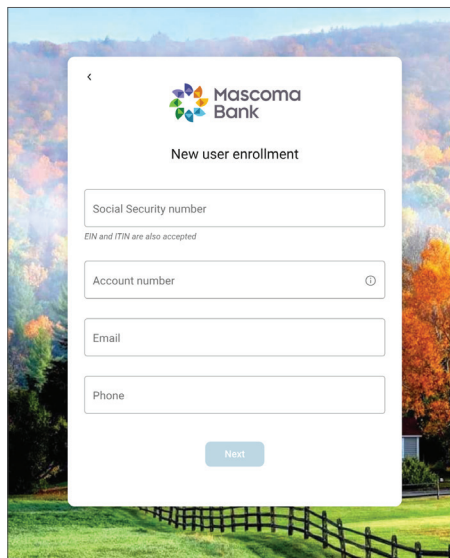 Mascoma
Bank
New user enrollment
Social Security number
EIN and ITIN are also accepted
Account number
Email
Phone
Next